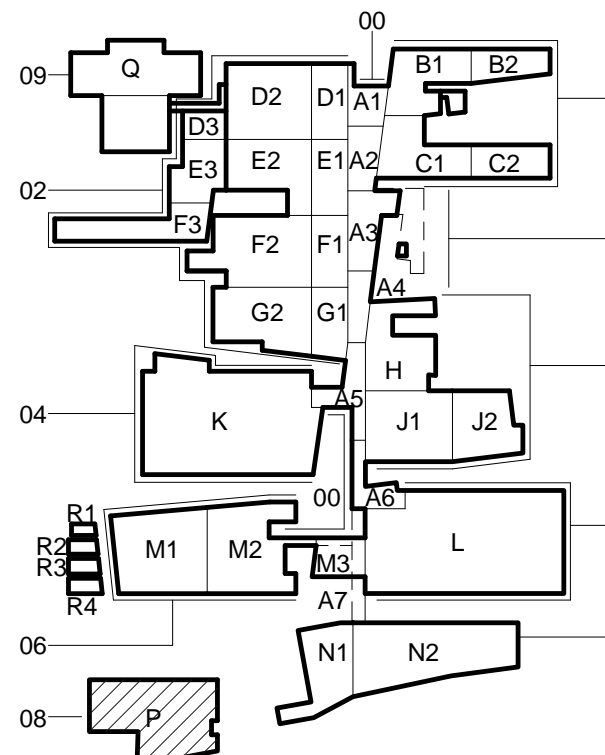 00
09 Q B1 B2
D2 D1 A1
D3
E3 E2 E1 A2 C1 C2
02
F3 F2 F1 A3
A4
G2 G1
H
04 K A5 J1 J2
00 A6
R1
R2 M1 M2 L
R3 M3
R4 A7
06 N1 N2
08 P